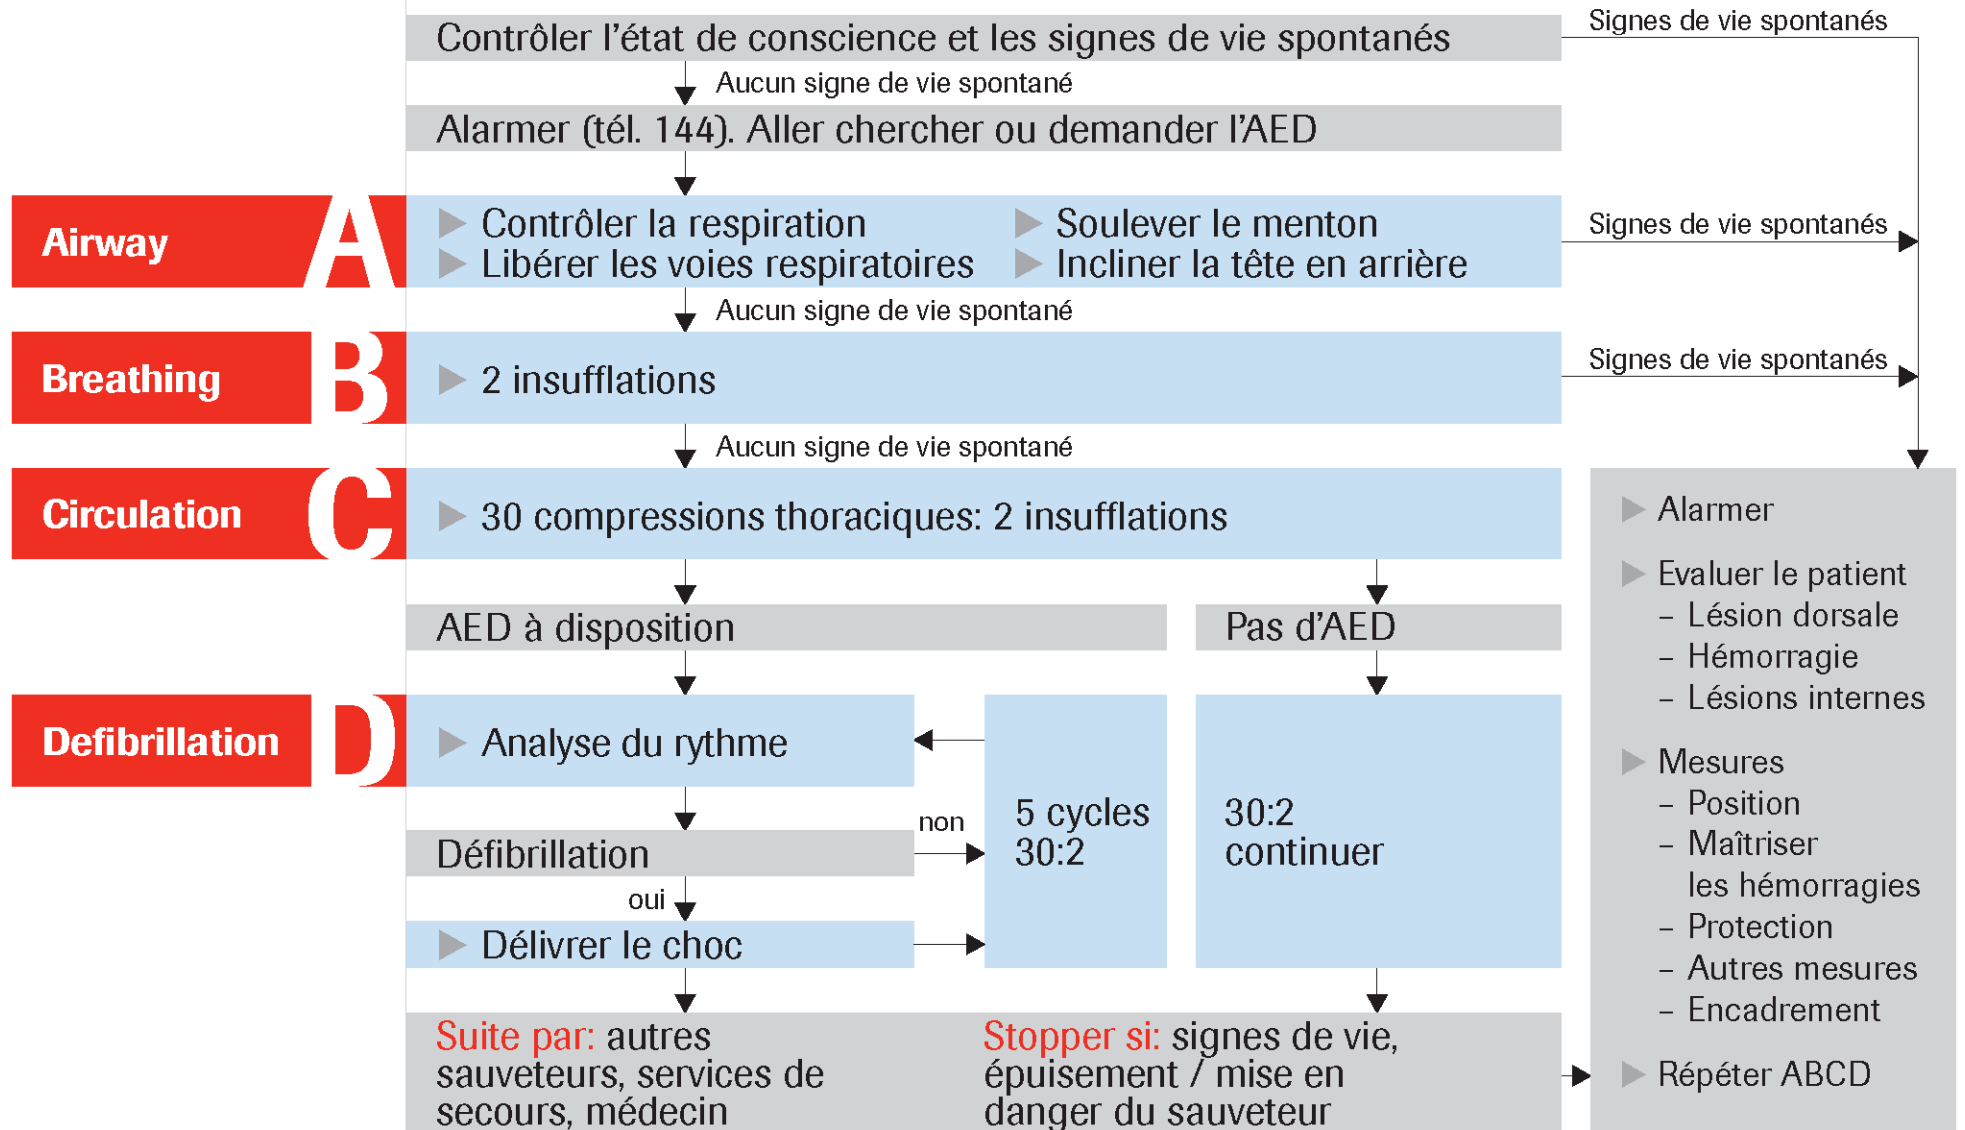 Contrôler l'état de conscience et les signes de vie spontanés
Signes de vie spontanés
Aucun signe de vie spontané
Alarmer (tél. 144). Aller chercher ou demander l'AED
Airway
A
▶ Contrôler la respiration
▶ Soulever le menton
▶ Libérer les voies respiratoires
▶ Incliner la tête en arrière
Signes de vie spontanés
Aucun signe de vie spontané
Breathing
B
▶ 2 insufflations
Signes de vie spontanés
Aucun signe de vie spontané
Circulation
C
▶ 30 compressions thoraciques: 2 insufflations
AED à disposition
Pas d'AED
Defibrillation
D
▶ Analyse du rythme
Défibrillation
non
oui
▶ Délivrer le choc
5 cycles
30:2
30:2
continuer
Suite par: autres
sauveteurs, services de
secours, médecin
Stopper si: signes de vie,
épuisement / mise en
danger du sauveteur
▶ Alarmer
▶ Evaluer le patient
– Lésion dorsale
– Hémorragie
– Lésions internes
▶ Mesures
– Position
– Maîtriser
les hémorragies
– Protection
– Autres mesures
– Encadrement
▶ Répéter ABCD